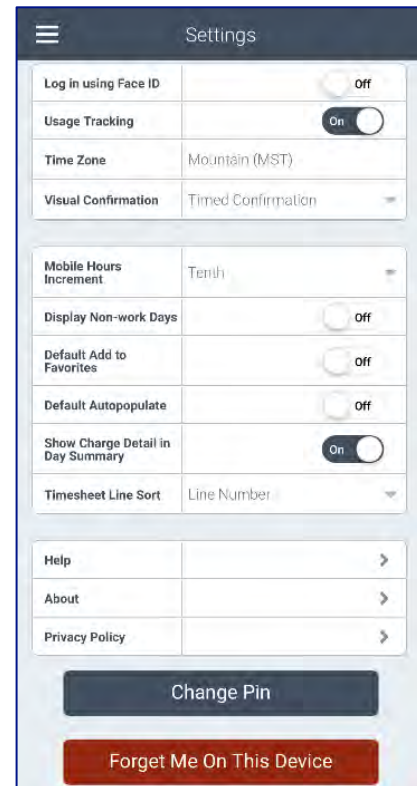 Settings
Log in using Face ID Off
Usage Tracking On
Time Zone Mountain (MST)
Visual Confirmation Timed Confirmation
Mobile Hours
Increment Tenth
Display Non-work Days Off
Default Add to
Favorites Off
Default Autopopulate Off
Show Charge Detail in
Day Summary On
Timesheet Line Sort Line Number
Help
About
Privacy Policy
Change Pin
Forget Me On This Device